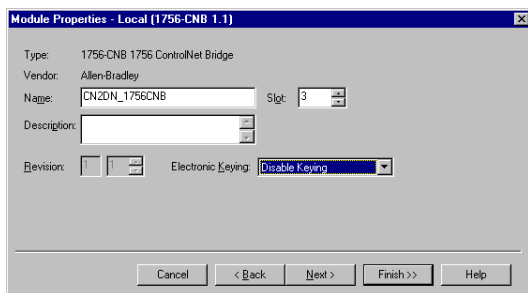 Module Properties - Local (1756-CNB 1.1)
Type: 1756-CNB 1756 ControlNet Bridge
Vendor: Allen-Bradley
Name: CN2DN_1756CNB Slot: 3
Description:
Revision: 1 1 Electronic Keying: Disable Keying
Cancel < Back Next > Finish >> Help